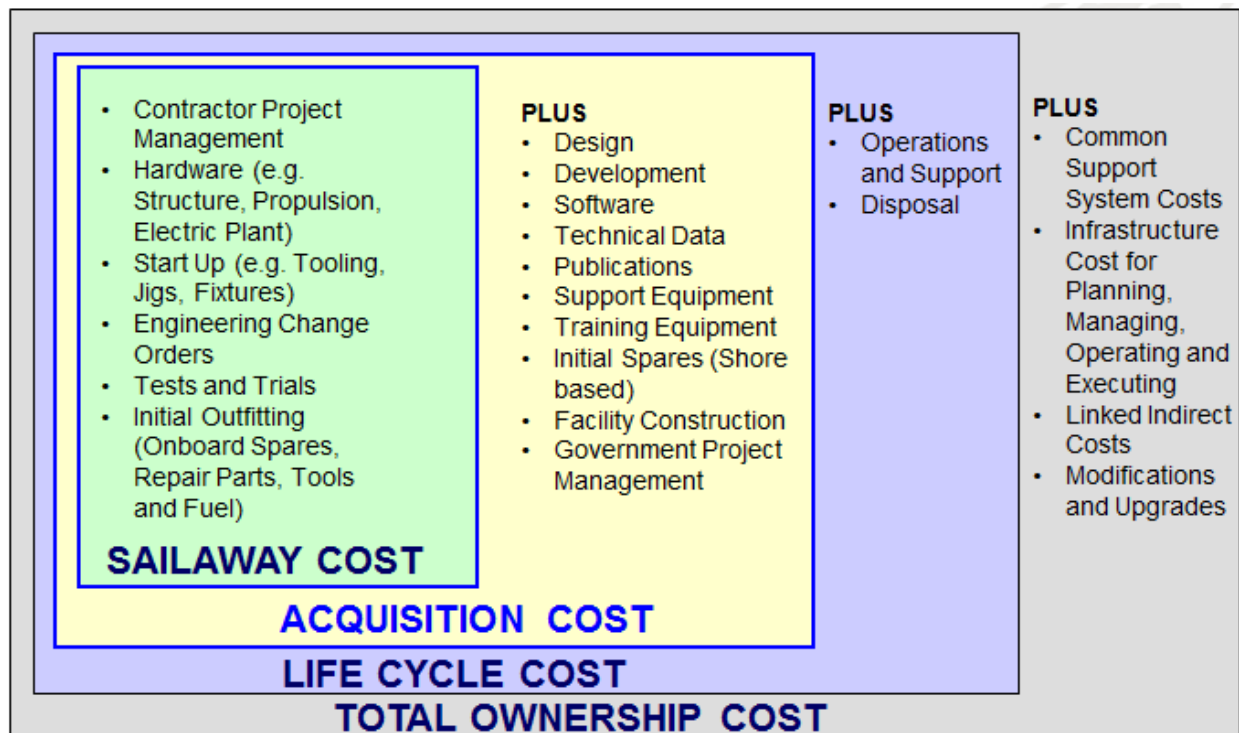 • Contractor Project
Management
• Hardware (e.g.
Structure, Propulsion,
Electric Plant)
• Start Up (e.g. Tooling,
Jigs, Fixtures)
• Engineering Change
Orders
• Tests and Trials
• Initial Outfitting
(Onboard Spares,
Repair Parts, Tools
and Fuel)
SAILAWAY COST
PLUS
• Design
• Development
• Software
• Technical Data
• Publications
• Support Equipment
• Training Equipment
• Initial Spares (Shore
based)
• Facility Construction
• Government Project
Management
ACQUISITION COST
PLUS
• Operations
and Support
• Disposal
LIFE CYCLE COST
PLUS
• Common
Support
System Costs
• Infrastructure
Cost for
Planning,
Managing,
Operating and
Executing
• Linked Indirect
Costs
• Modifications
and Upgrades
TOTAL OWNERSHIP COST